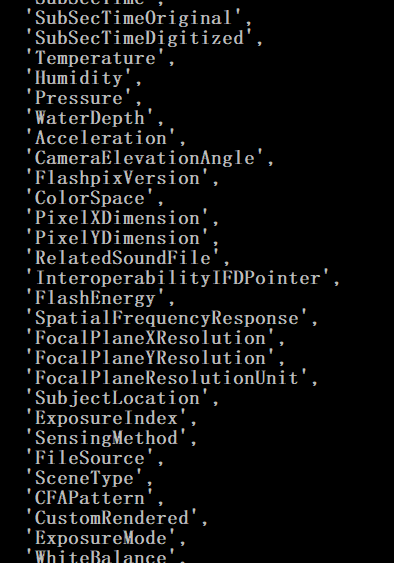 'SubSecTime',
'SubSecTimeOriginal',
'SubSecTimeDigitized',
'Temperature',
'Humidity',
'Pressure',
'WaterDepth',
'Acceleration',
'CameraElevationAngle',
'FlashpixVersion',
'ColorSpace',
'PixelXDimension',
'PixelYDimension',
'RelatedSoundFile',
'InteroperabilityIFDPointer',
'FlashEnergy',
'SpatialFrequencyResponse',
'FocalPlaneXResolution',
'FocalPlaneYResolution',
'FocalPlaneResolutionUnit',
'SubjectLocation',
'ExposureIndex',
'SensingMethod',
'FileSource',
'SceneType',
'CFAPattern',
'CustomRendered',
'ExposureMode',
'WhiteBalance',